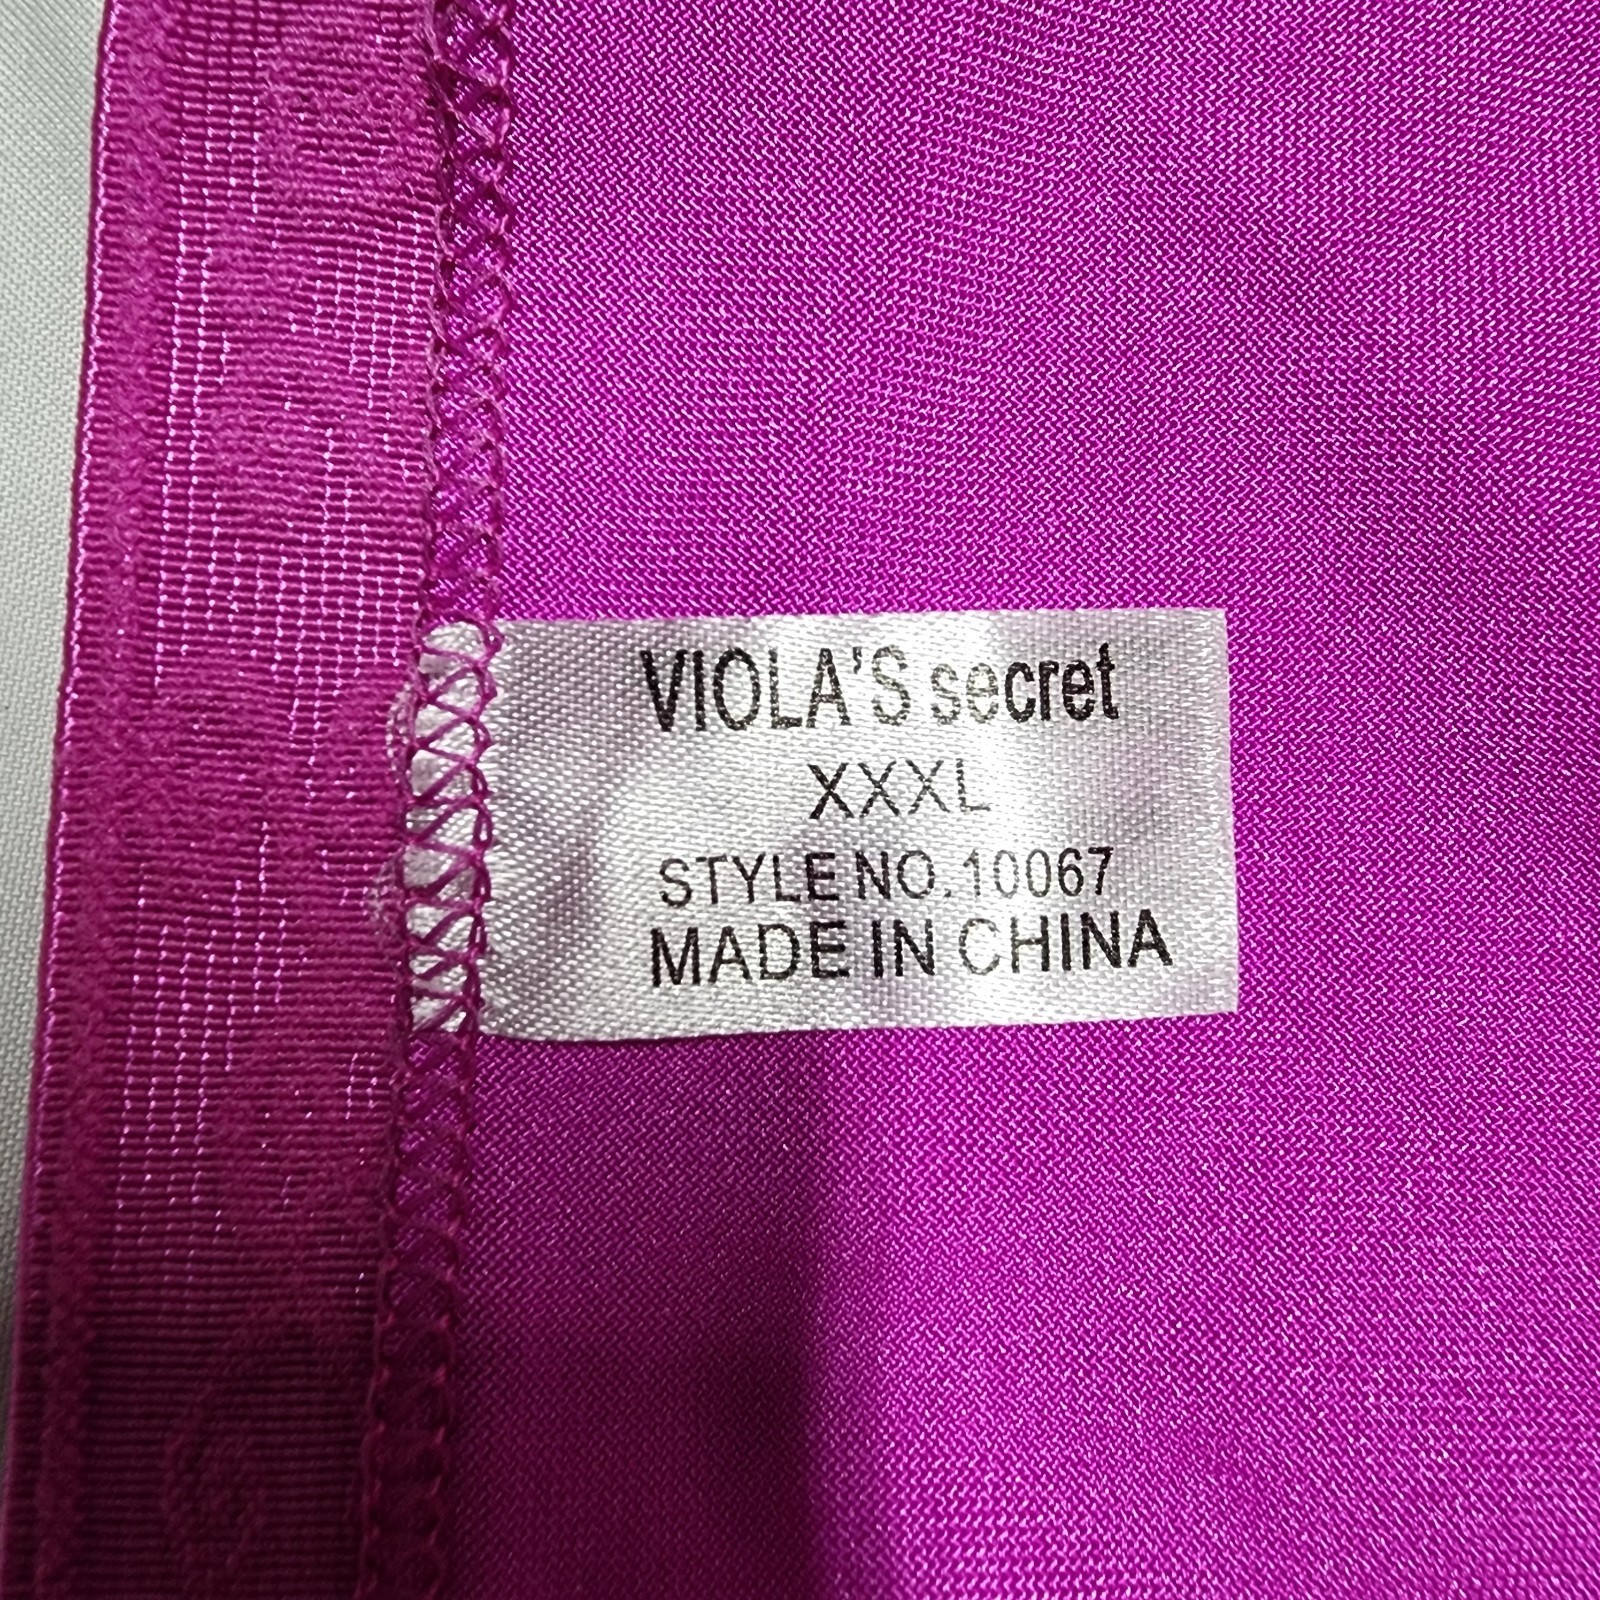 VIOLA'S secret
XXXL
STYLE NO. 10067
MADE IN CHINA